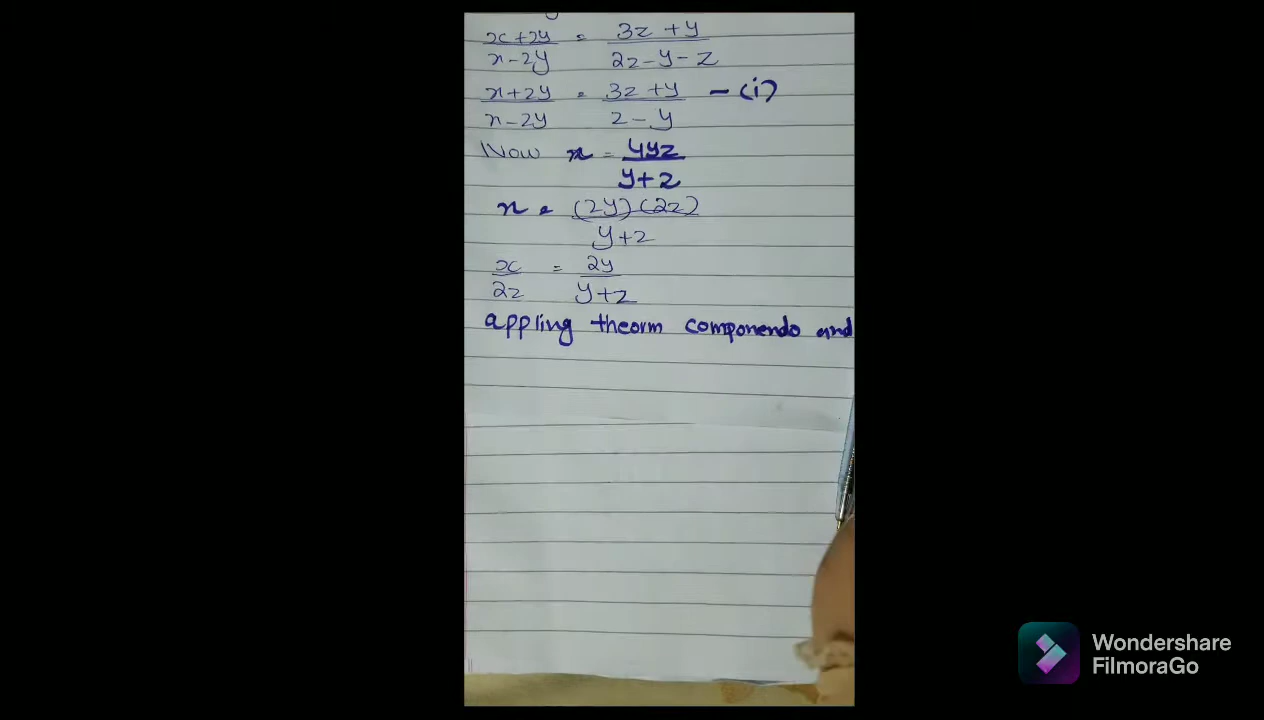 x+2y / x-2y = 3z+y / 2z-y-z
x+2y / x-2y = 3z+y / z-y - (i)
Now x = 4yz / y+z
x = (2y)(2z) / y+z
x / 2z = 2y / y+z
appling theorm componendo and
Wondershare
FilmoraGo